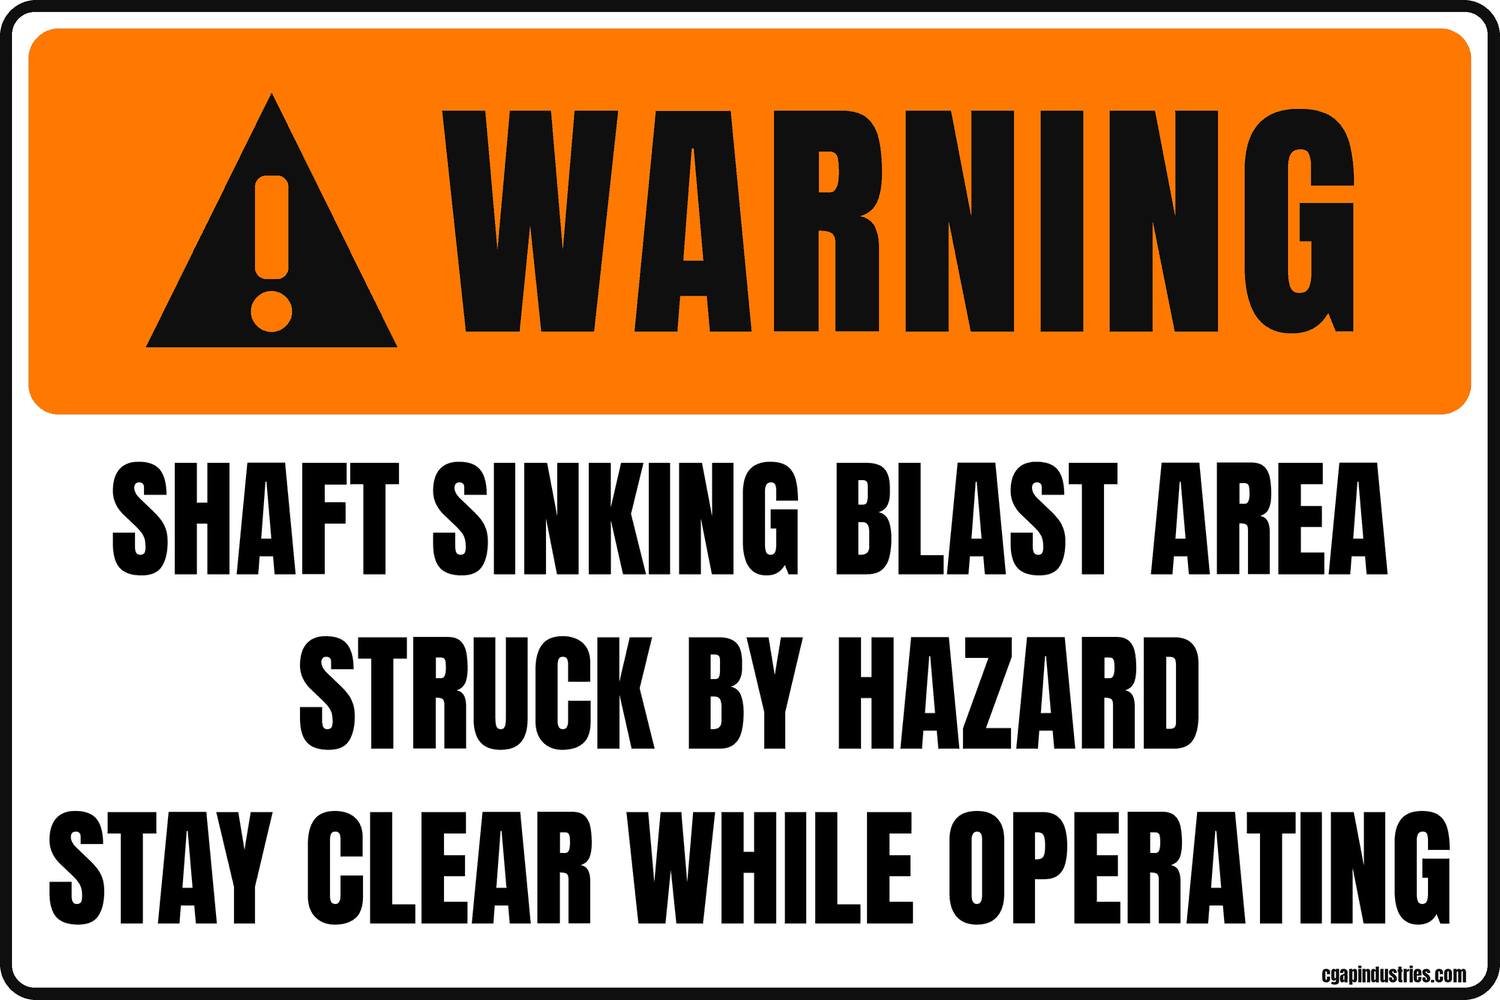 WARNING
SHAFT SINKING BLAST AREA
STRUCK BY HAZARD
STAY CLEAR WHILE OPERATING
cgapindustries.com